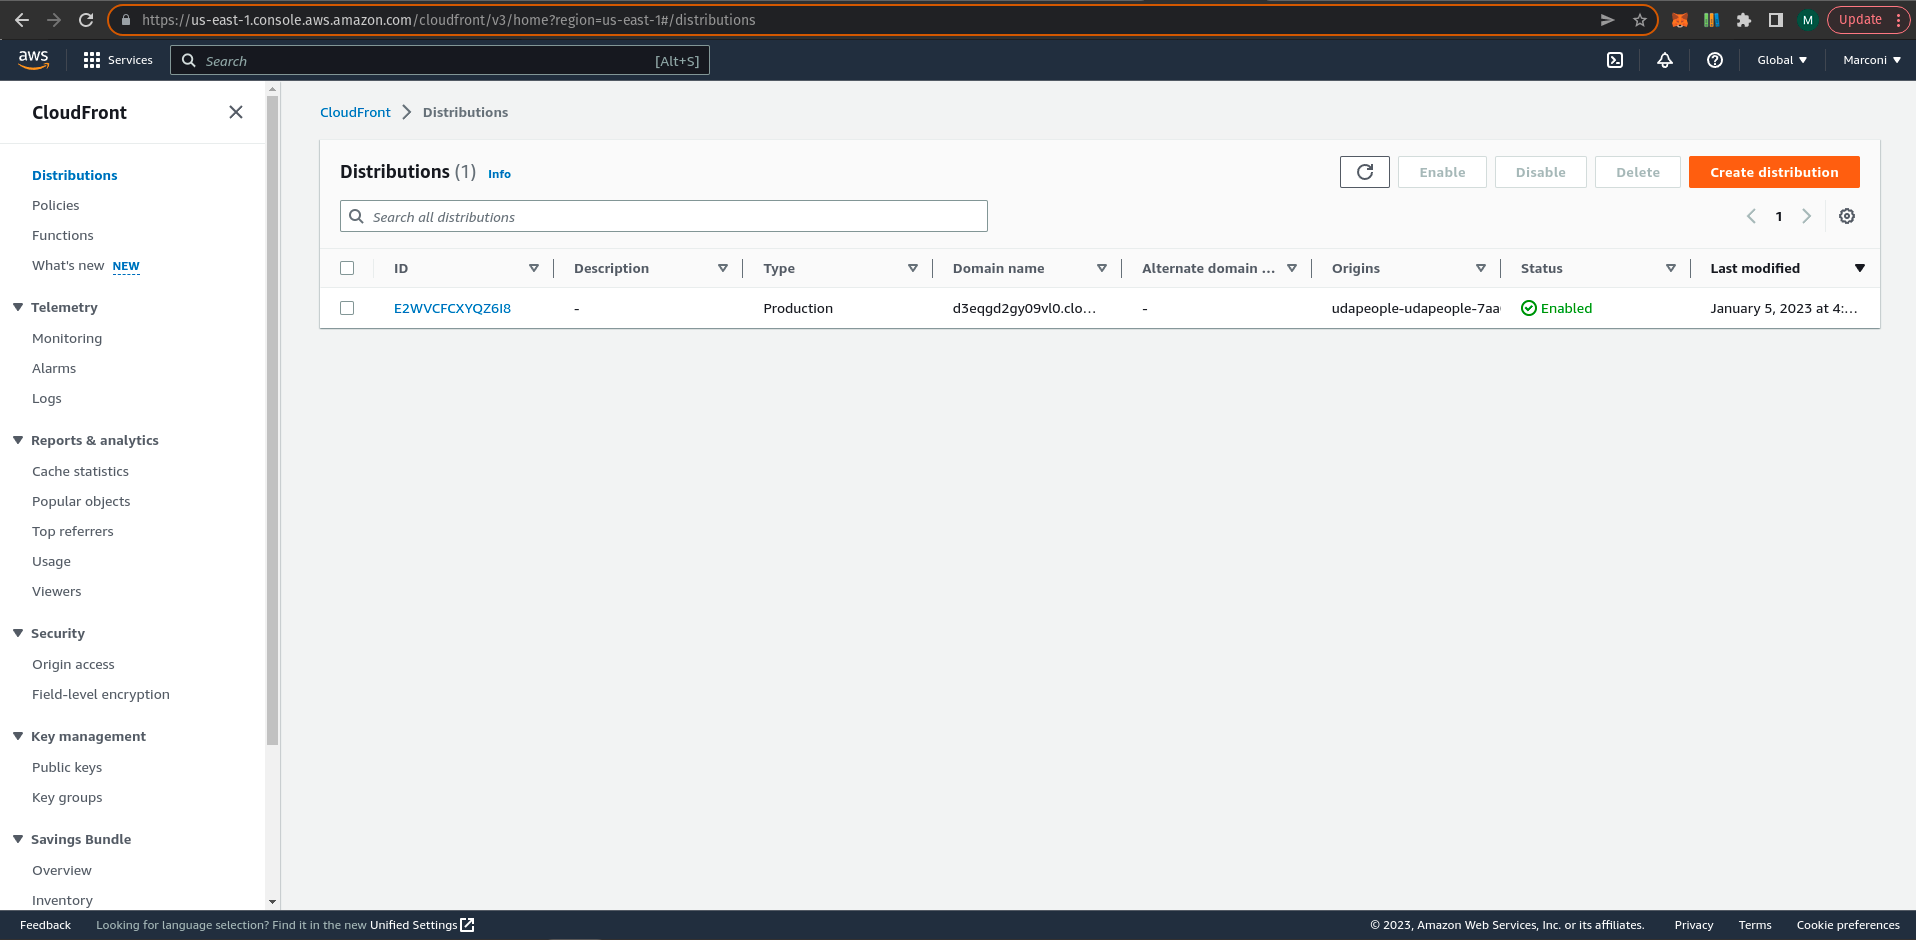 https://us-east-1.console.aws.amazon.com/cloudfront/v3/home?region=us-east-1#/distributions
M
Update
aws
Services
Search
[Alt+S]
Global
Marconi
CloudFront
Distributions
Policies
Functions
What's new NEW
Telemetry
Monitoring
Alarms
Logs
Reports & analytics
Cache statistics
Popular objects
Top referrers
Usage
Viewers
Security
Origin access
Field-level encryption
Key management
Public keys
Key groups
Savings Bundle
Overview
Inventory
CloudFront Distributions
Distributions (1) Info
Enable Disable Delete Create distribution
Search all distributions
1
ID Description Type Domain name Alternate domain ... Origins Status Last modified
E2WVCFCXYQZ6I8 - Production d3eqgd2gy09vl0.clo... - udapeople-udapeople-7aa Enabled January 5, 2023 at 4:...
Feedback Looking for language selection? Find it in the new Unified Settings © 2023, Amazon Web Services, Inc. or its affiliates. Privacy Terms Cookie preferences